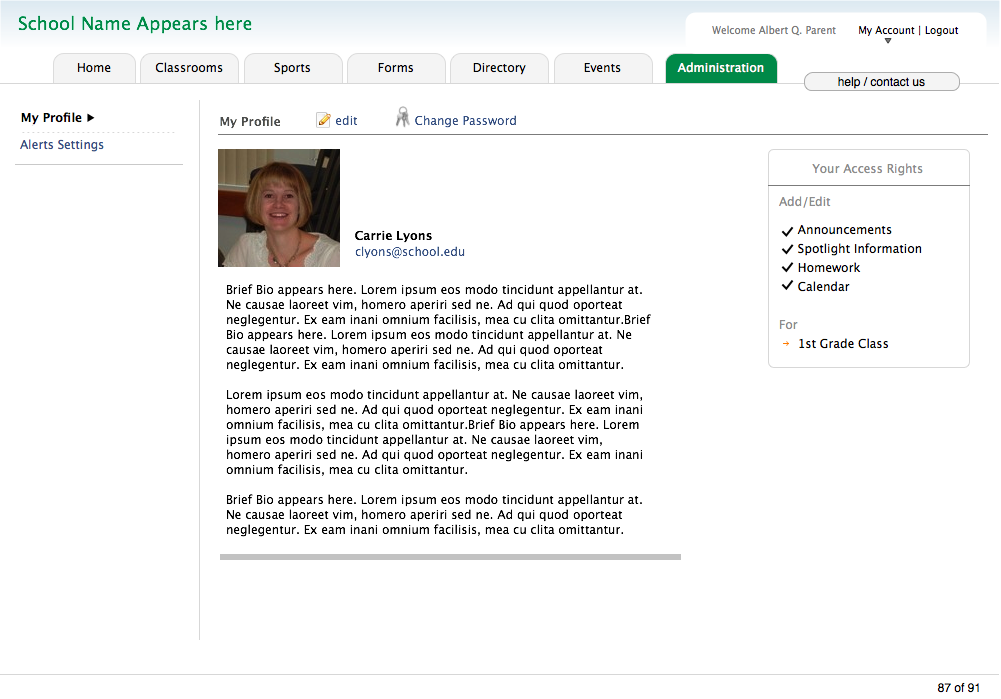 School Name Appears here
Welcome Albert Q. Parent
My Account | Logout
Home
Classrooms
Sports
Forms
Directory
Events
Administration
help / contact us
My Profile
Alerts Settings
My Profile
edit
Change Password
Carrie Lyons
clyons@school.edu
Brief Bio appears here. Lorem ipsum eos modo tincidunt appellantur at.
Ne causae laoreet vim, homero aperiri sed ne. Ad qui quod oporteat
neglegentur. Ex eam inani omnium facilisis, mea cu clita omittantur.Brief
Bio appears here. Lorem ipsum eos modo tincidunt appellantur at. Ne
causae laoreet vim, homero aperiri sed ne. Ad qui quod oporteat
neglegentur. Ex eam inani omnium facilisis, mea cu clita omittantur.
Lorem ipsum eos modo tincidunt appellantur at. Ne causae laoreet vim,
homero aperiri sed ne. Ad qui quod oporteat neglegentur. Ex eam inani
omnium facilisis, mea cu clita omittantur.Brief Bio appears here. Lorem
ipsum eos modo tincidunt appellantur at. Ne causae laoreet vim,
homero aperiri sed ne. Ad qui quod oporteat neglegentur. Ex eam inani
omnium facilisis, mea cu clita omittantur.
Brief Bio appears here. Lorem ipsum eos modo tincidunt appellantur at.
Ne causae laoreet vim, homero aperiri sed ne. Ad qui quod oporteat
neglegentur. Ex eam inani omnium facilisis, mea cu clita omittantur.
Your Access Rights
Add/Edit
Announcements
Spotlight Information
Homework
Calendar
For
1st Grade Class
87 of 91